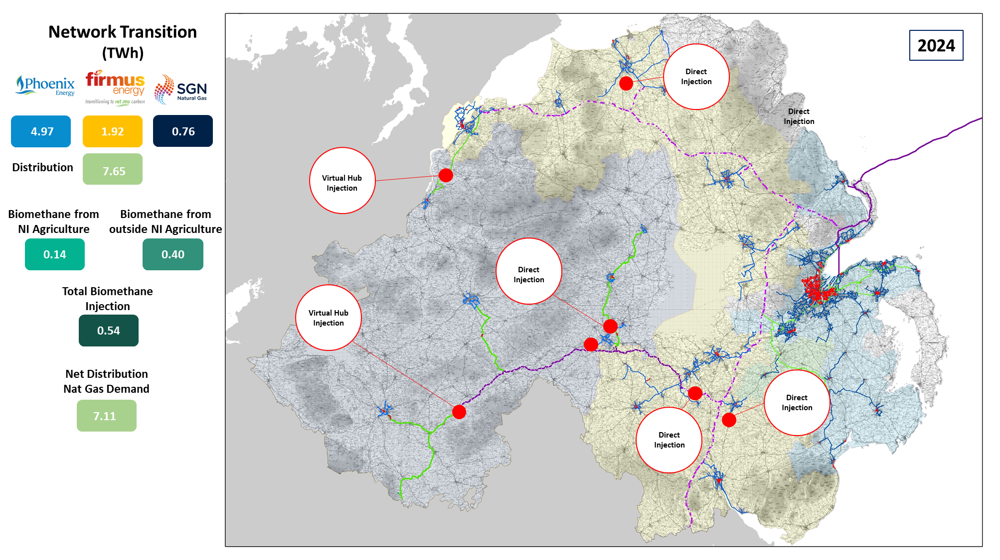 Network Transition
(TWh)
Phoenix
Energy
firmus
energy
transitioning to net zero carbon
SGN
Natural Gas
4.97
1.92
0.76
Distribution
7.65
Biomethane from
NI Agriculture
Biomethane from
outside NI Agriculture
0.14
0.40
Total Biomethane
Injection
0.54
Net Distribution
Nat Gas Demand
7.11
2024
Direct
Injection
Direct
Injection
Virtual Hub
Injection
Direct
Injection
Virtual Hub
Injection
Direct
Injection
Direct
Injection